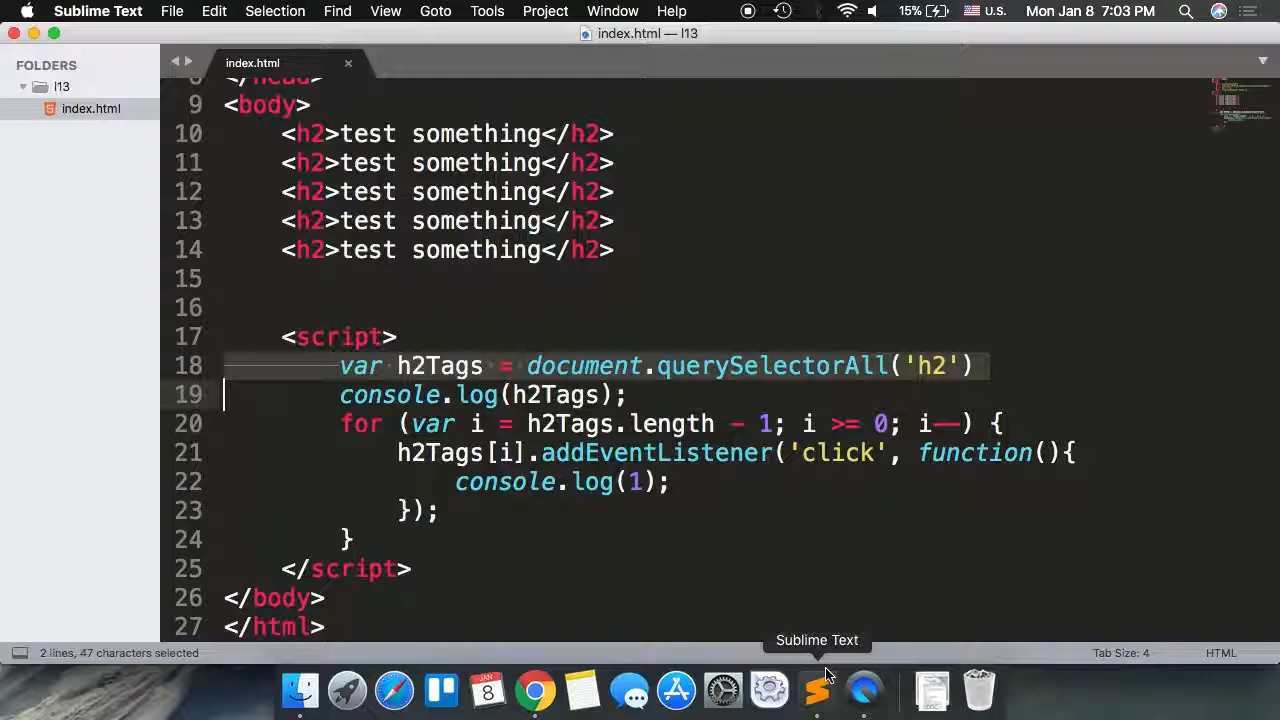 Sublime Text File Edit Selection Find View Goto Tools Project Window Help 15% U.S. Mon Jan 8 7:03 PM
index.html — l13
FOLDERS
l13
index.html
index.html
8 </head>
9 <body>
10 <h2>test something</h2>
11 <h2>test something</h2>
12 <h2>test something</h2>
13 <h2>test something</h2>
14 <h2>test something</h2>
15
16
17 <script>
18 var h2Tags = document.querySelectorAll('h2')
19 console.log(h2Tags);
20 for (var i = h2Tags.length - 1; i >= 0; i--) {
21 h2Tags[i].addEventListener('click', function(){
22 console.log(1);
23 });
24 }
25 </script>
26 </body>
27 </html>
Sublime Text
2 lines, 47 characters selected Tab Size: 4 HTML
JAN
8